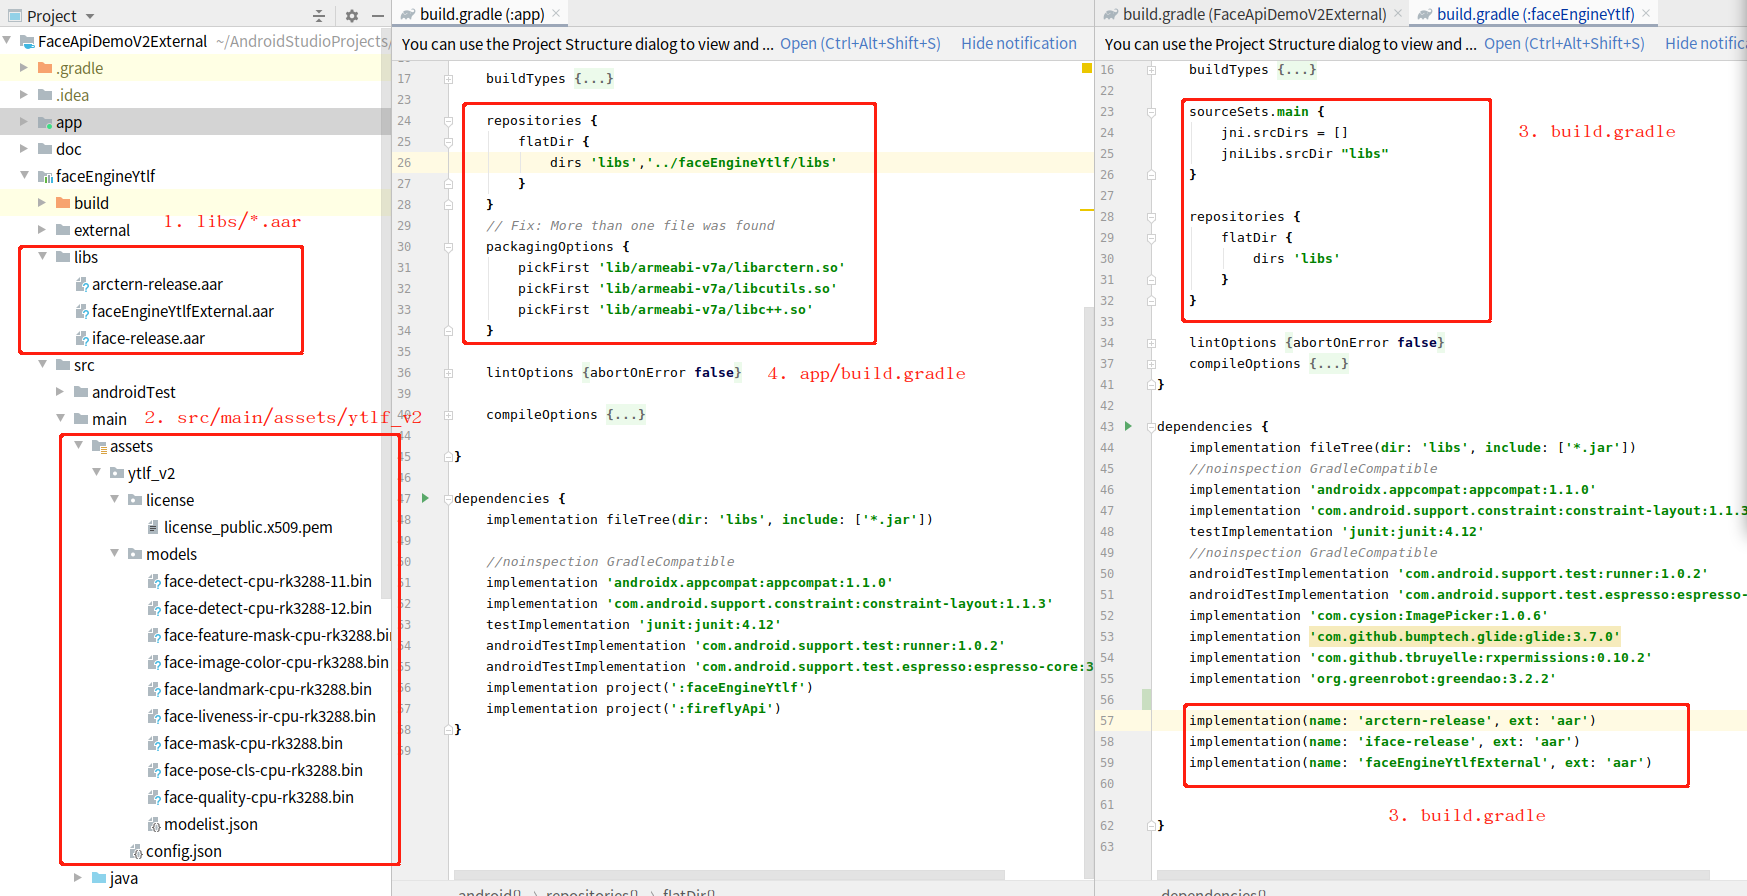 Project
FaceApiDemoV2External ~/AndroidStudioProjects/
.gradle
.idea
app
doc
faceEngineYtlf
build
1. libs/*.aar
external
libs
arctern-release.aar
faceEngineYtlfExternal.aar
iface-release.aar
src
androidTest
main
2. src/main/assets/ytlf_v2
assets
ytlf_v2
license
license_public.x509.pem
models
face-detect-cpu-rk3288-11.bin
face-detect-cpu-rk3288-12.bin
face-feature-mask-cpu-rk3288.bin
face-image-color-cpu-rk3288.bin
face-landmark-cpu-rk3288.bin
face-liveness-ir-cpu-rk3288.bin
face-mask-cpu-rk3288.bin
face-pose-cls-cpu-rk3288.bin
face-quality-cpu-rk3288.bin
modelist.json
config.json
java
build.gradle (:app)
You can use the Project Structure dialog to view and ... Open (Ctrl+Alt+Shift+S) Hide notification
17 buildTypes {...}
23
24 repositories {
25 flatDir {
26 dirs 'libs','../faceEngineYtlf/libs'
27 }
28 }
29 // Fix: More than one file was found
30 packagingOptions {
31 pickFirst 'lib/armeabi-v7a/libarctern.so'
32 pickFirst 'lib/armeabi-v7a/libcutils.so'
33 pickFirst 'lib/armeabi-v7a/libc++.so'
34 }
35
36 lintOptions {abortOnError false}
4. app/build.gradle
40 compileOptions {...}
44
45 }
46
47 dependencies {
48 implementation fileTree(dir: 'libs', include: ['*.jar'])
49
50 //noinspection GradleCompatible
51 implementation 'androidx.appcompat:appcompat:1.1.0'
52 implementation 'com.android.support.constraint:constraint-layout:1.1.3'
54 testImplementation 'junit:junit:4.12'
54 androidTestImplementation 'com.android.support.test:runner:1.0.2'
55 androidTestImplementation 'com.android.support.test.espresso:espresso-core:3
56 implementation project(':faceEngineYtlf')
57 implementation project(':fireflyApi')
58 }
59
android{} › repositories{} › flatDir{}
build.gradle (FaceApiDemoV2External) build.gradle (:faceEngineYtlf)
You can use the Project Structure dialog to view and ... Open (Ctrl+Alt+Shift+S) Hide notific
16 buildTypes {...}
22
23 sourceSets.main {
24 jni.srcDirs = []
25 jniLibs.srcDir "libs"
26 }
3. build.gradle
27
28 repositories {
29 flatDir {
30 dirs 'libs'
31 }
32 }
33
34 lintOptions {abortOnError false}
37 compileOptions {...}
41 }
42
43 dependencies {
44 implementation fileTree(dir: 'libs', include: ['*.jar'])
45 //noinspection GradleCompatible
46 implementation 'androidx.appcompat:appcompat:1.1.0'
47 implementation 'com.android.support.constraint:constraint-layout:1.1.3
48 testImplementation 'junit:junit:4.12'
49 //noinspection GradleCompatible
50 androidTestImplementation 'com.android.support.test:runner:1.0.2'
51 androidTestImplementation 'com.android.support.test.espresso:espresso-
52 implementation 'com.cysion:ImagePicker:1.0.6'
53 implementation 'com.github.bumptech.glide:glide:3.7.0'
54 implementation 'com.github.tbruyelle:rxpermissions:0.10.2'
55 implementation 'org.greenrobot:greendao:3.2.2'
56
57 implementation(name: 'arctern-release', ext: 'aar')
58 implementation(name: 'iface-release', ext: 'aar')
59 implementation(name: 'faceEngineYtlfExternal', ext: 'aar')
60
61
3. build.gradle
62 }
63
dependencies{}